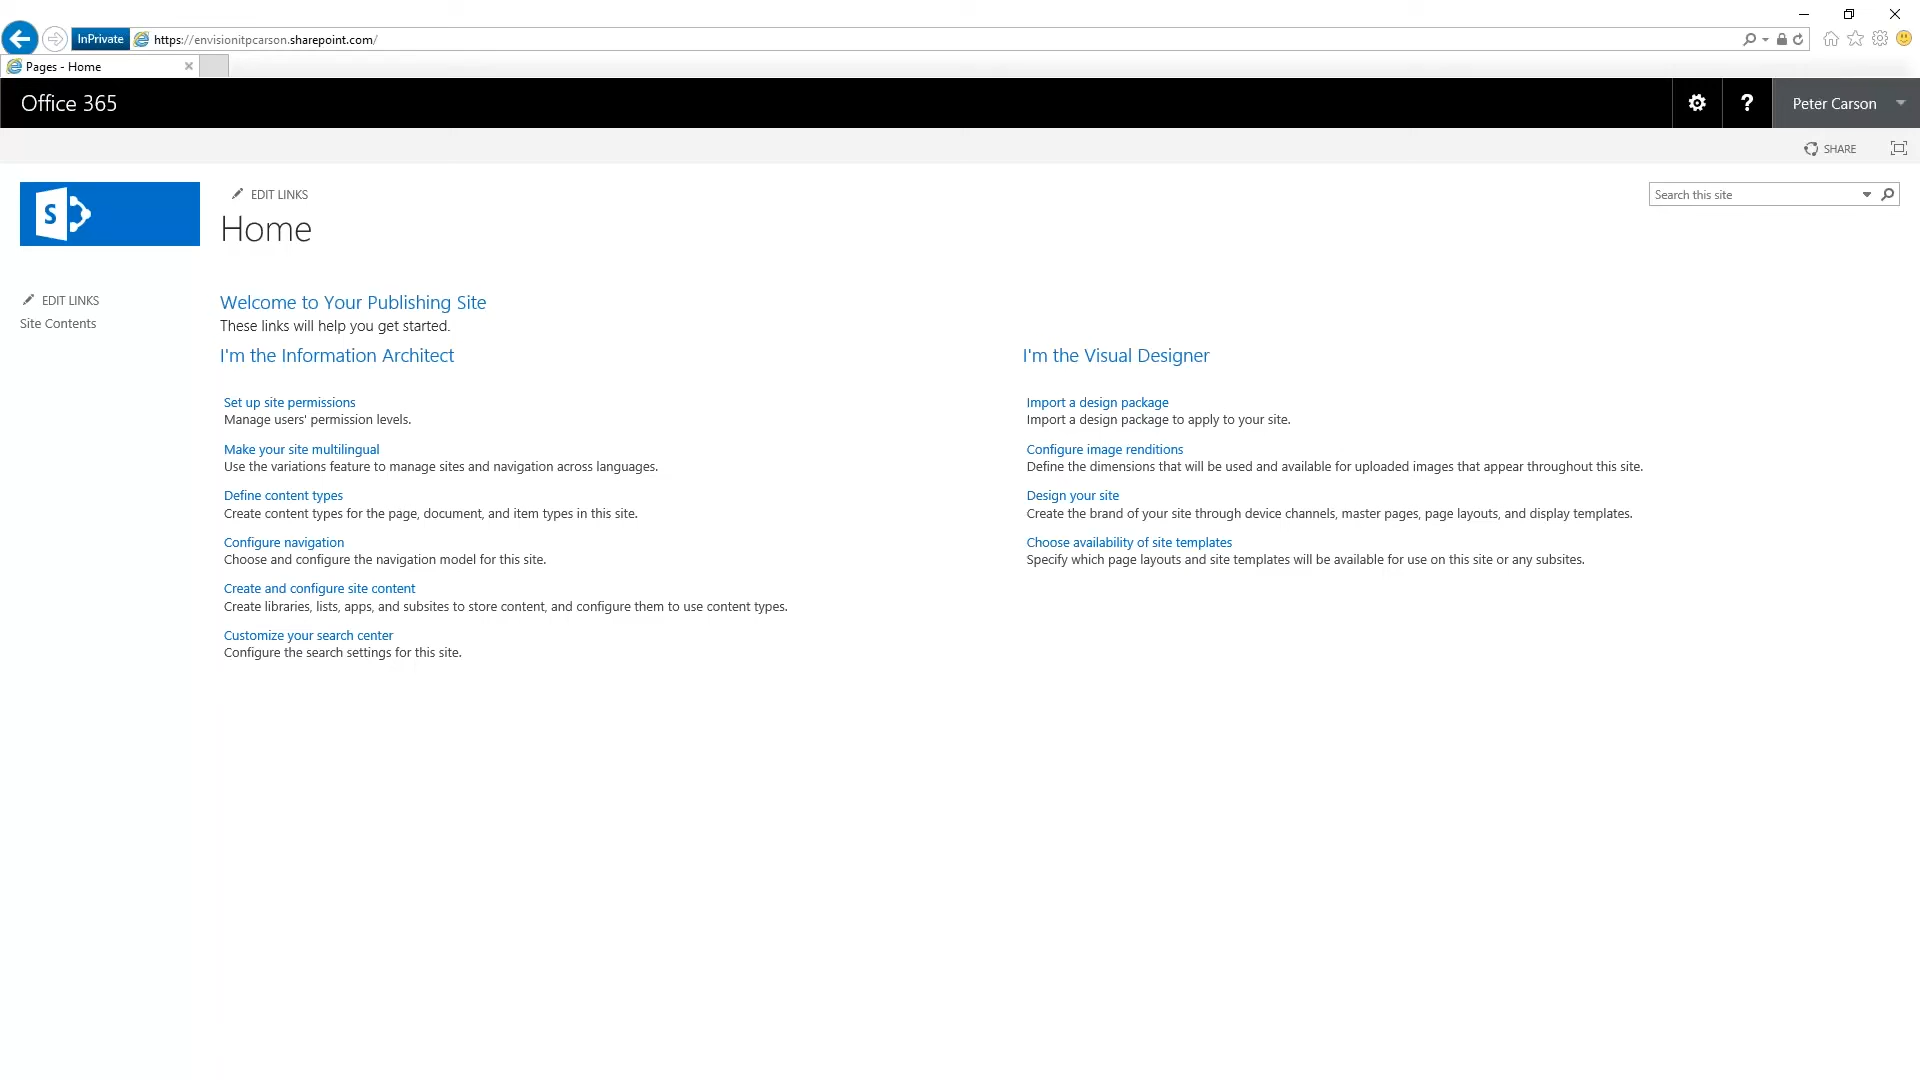 InPrivate https://envisionitpcarson.sharepoint.com/
Pages - Home
Office 365
? Peter Carson
SHARE
S
EDIT LINKS
Search this site
Home
EDIT LINKS
Site Contents
Welcome to Your Publishing Site
These links will help you get started.
I'm the Information Architect
Set up site permissions
Manage users' permission levels.
Make your site multilingual
Use the variations feature to manage sites and navigation across languages.
Define content types
Create content types for the page, document, and item types in this site.
Configure navigation
Choose and configure the navigation model for this site.
Create and configure site content
Create libraries, lists, apps, and subsites to store content, and configure them to use content types.
Customize your search center
Configure the search settings for this site.
I'm the Visual Designer
Import a design package
Import a design package to apply to your site.
Configure image renditions
Define the dimensions that will be used and available for uploaded images that appear throughout this site.
Design your site
Create the brand of your site through device channels, master pages, page layouts, and display templates.
Choose availability of site templates
Specify which page layouts and site templates will be available for use on this site or any subsites.